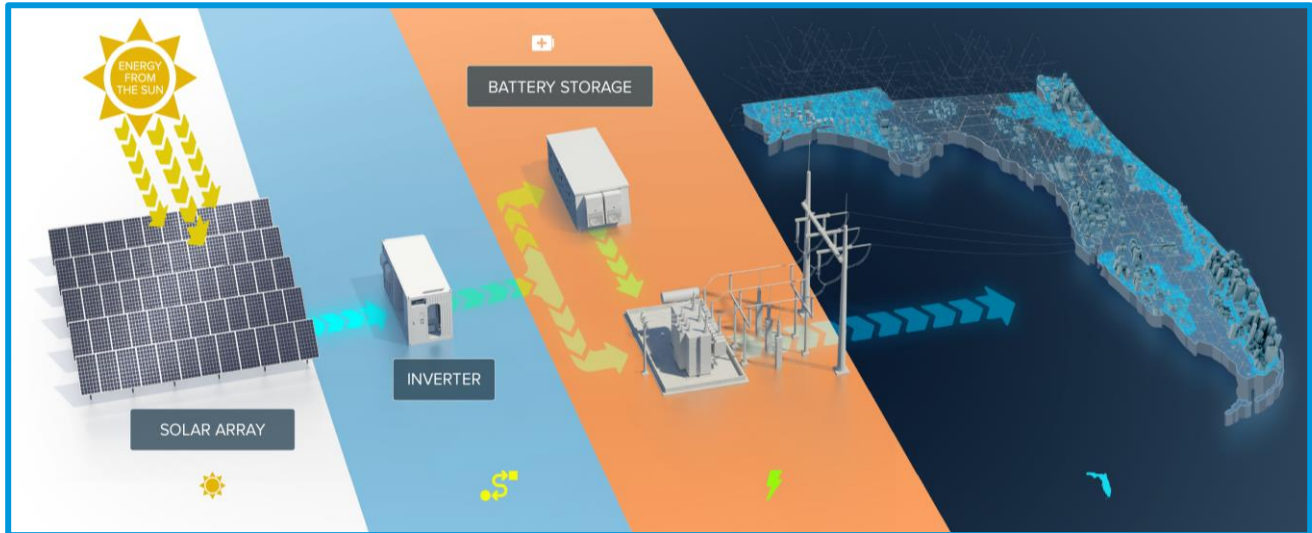 ENERGY
FROM
THE SUN
BATTERY STORAGE
INVERTER
SOLAR ARRAY